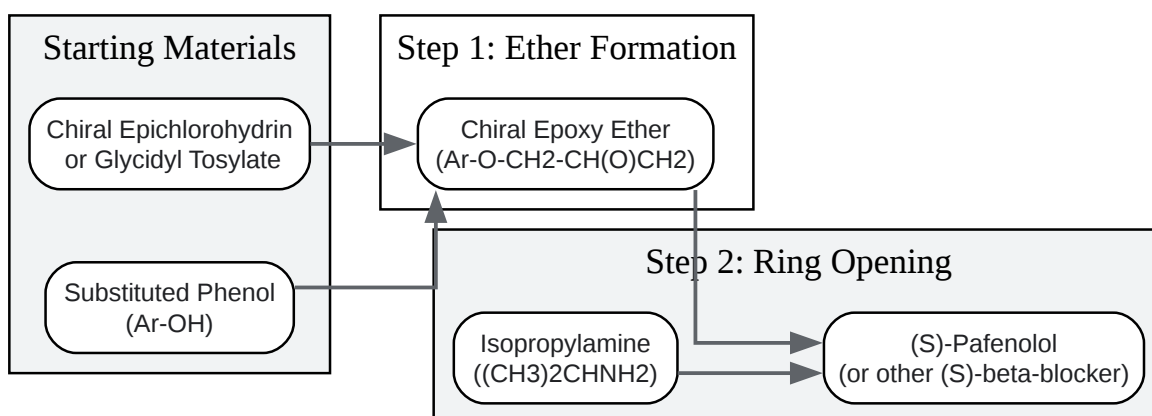 Starting Materials
Chiral Epichlorohydrin
or Glycidyl Tosylate
Substituted Phenol
(Ar-OH)
Step 1: Ether Formation
Chiral Epoxy Ether
(Ar-O-CH2-CH(O)CH2)
Step 2: Ring Opening
Isopropylamine
((CH3)2CHNH2)
(S)-Pafenolol
(or other (S)-beta-blocker)